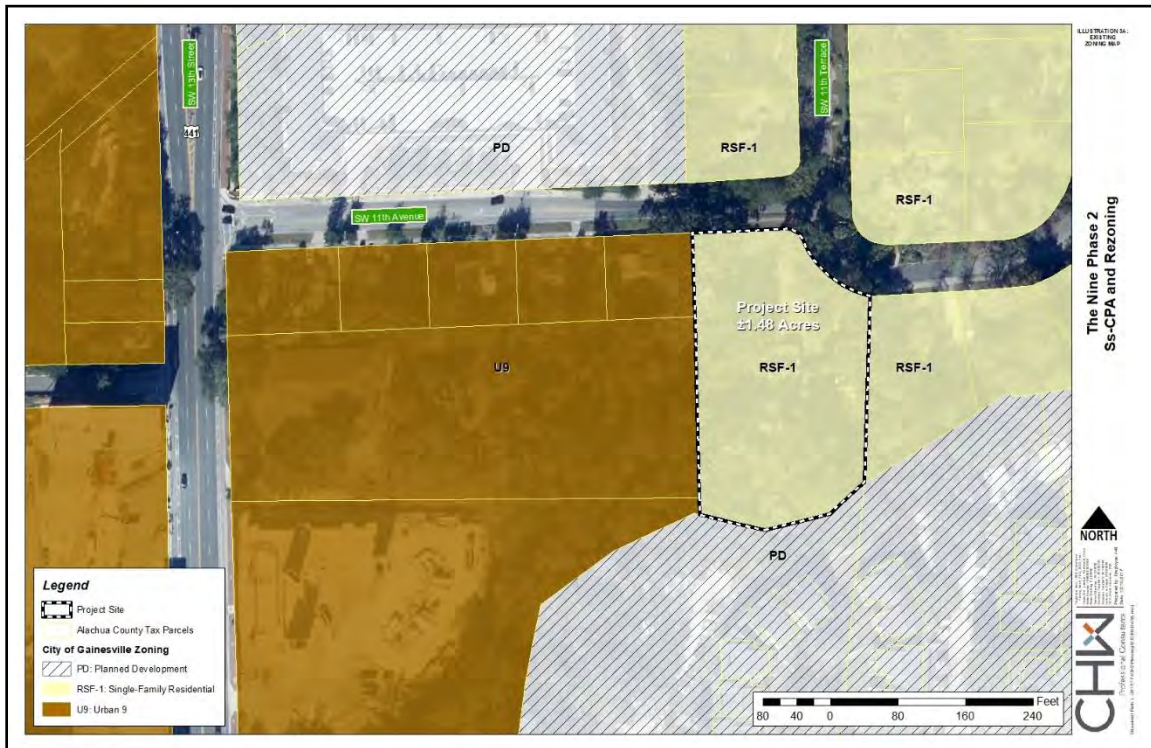 ILLUSTRATION 3A:
EXISTING
ZONING MAP
SW 13th Street
441
SW 11th Terrace
PD
RSF-1
RSF-1
SW 11th Avenue
Project Site
±1.48 Acres
RSF-1
RSF-1
U9
PD
The Nine Phase 2
Ss-CPA and Rezoning
NORTH
CHW
Professional Consultants
Legend
Project Site
Alachua County Tax Parcels
City of Gainesville Zoning
PD: Planned Development
RSF-1: Single-Family Residential
U9: Urban 9
Feet
80 40 0 80 160 240